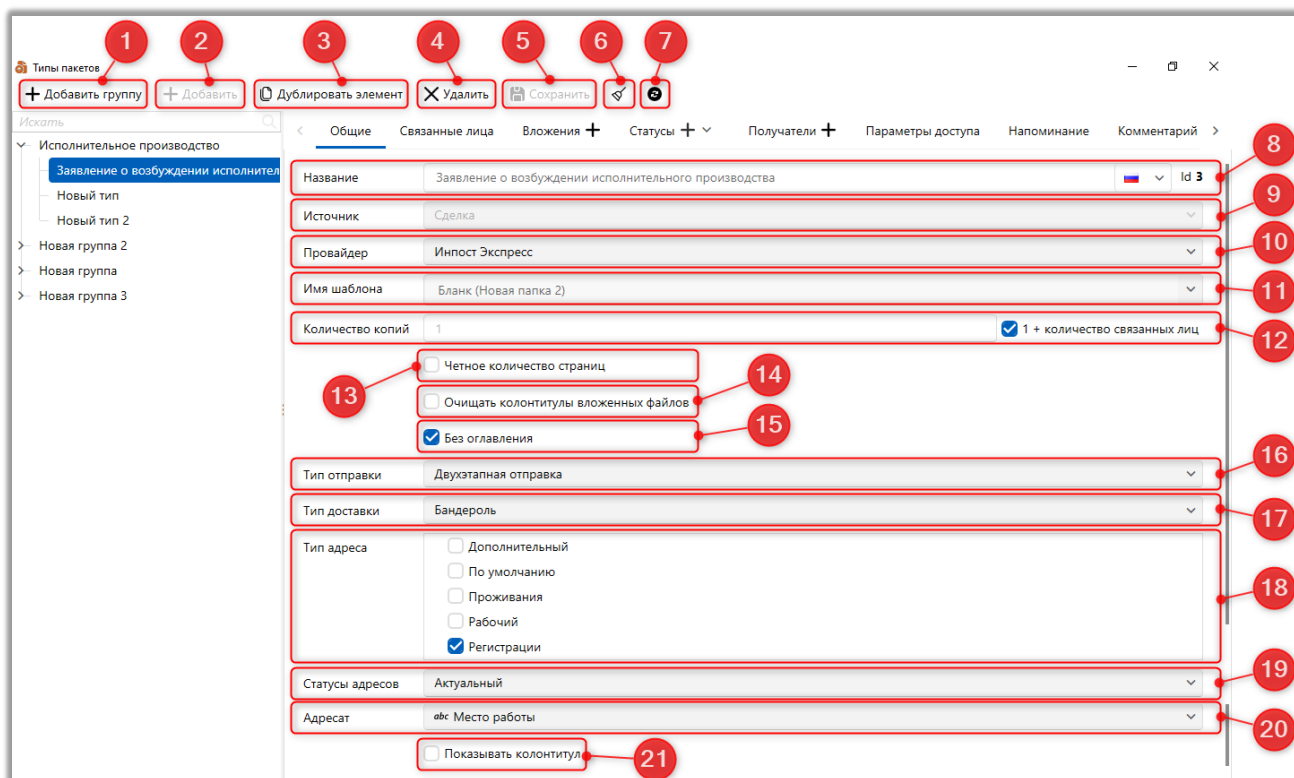 1 2 3 4 5 6 7
Типы пакетов
Добавить группу Добавить Дублировать элемент Удалить Сохранить
Искать
Общие Связанные лица Вложения Статусы Получатели Параметры доступа Напоминание Комментарий
Исполнительное производство
Заявление о возбуждении исполнител
Новый тип
Новый тип 2
Новая группа 2
Новая группа
Новая группа 3
Название Заявление о возбуждении исполнительного производства Id 3 8
Источник Сделка 9
Провайдер Инпост Экспресс 10
Имя шаблона Бланк (Новая папка 2) 11
Количество копий 1 1 + количество связанных лиц 12
13 Четное количество страниц
Очищать колонтитулы вложенных файлов 14
Без оглавления 15
Тип отправки Двухэтапная отправка 16
Тип доставки Бандероль 17
Тип адреса Дополнительный
По умолчанию
Проживания 18
Рабочий
Регистрации
Статусы адресов Актуальный 19
Адресат abc Место работы 20
Показывать колонтитул 21